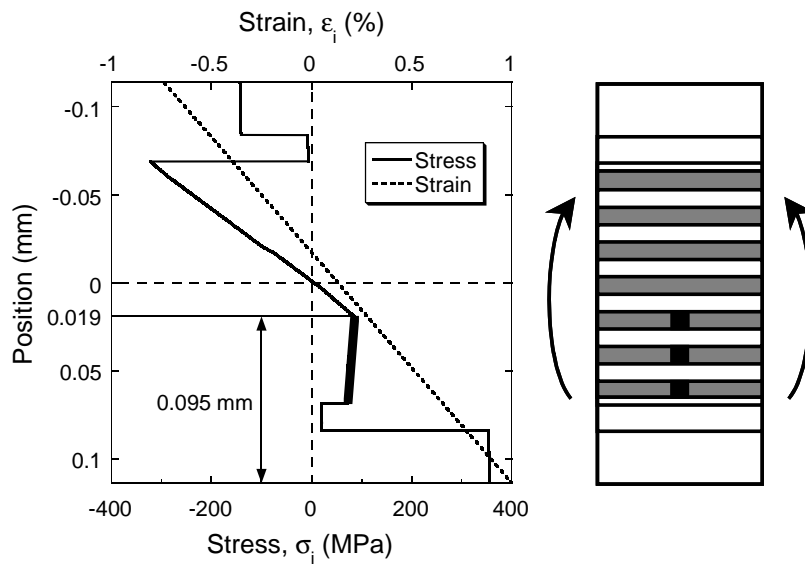 Strain, εi (%)
-1 -0.5 0 0.5 1
-0.1
-0.05
0
0.019
0.05
0.1
Position (mm)
Stress
Strain
0.095 mm
-400 -200 0 200 400
Stress, σi (MPa)